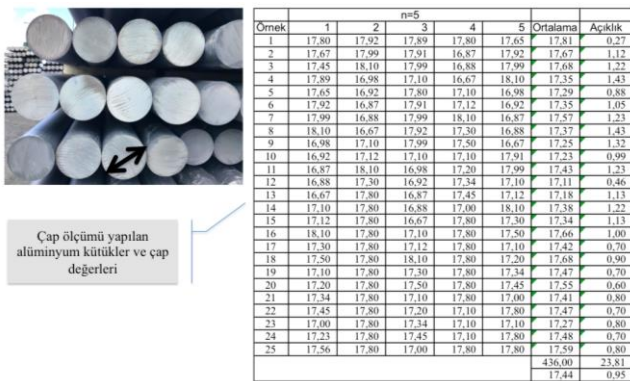 n=5
Örnek 1 2 3 4 5 Ortalama Açıklık
1 17,80 17,92 17,89 17,80 17,65 17,81 0,27
2 17,67 17,99 17,91 16,87 17,92 17,67 1,12
3 17,45 18,10 17,99 16,88 17,99 17,68 1,22
4 17,89 16,98 17,10 16,67 18,10 17,35 1,43
5 17,65 16,92 17,80 17,10 16,98 17,29 0,88
6 17,92 16,87 17,91 17,12 16,92 17,35 1,05
7 17,99 16,88 17,99 18,10 16,87 17,57 1,23
8 18,10 16,67 17,92 17,30 16,88 17,37 1,43
9 16,98 17,10 17,99 17,50 16,67 17,25 1,32
10 16,92 17,12 17,10 17,10 17,91 17,23 0,99
11 16,87 18,10 16,98 17,20 17,99 17,43 1,23
12 16,88 17,30 16,92 17,34 17,10 17,11 0,46
13 16,67 17,80 16,87 17,45 17,12 17,18 1,13
14 17,10 17,80 16,88 17,00 18,10 17,38 1,22
15 17,12 17,80 16,67 17,80 17,30 17,34 1,13
16 18,10 17,80 17,10 17,80 17,50 17,66 1,00
17 17,30 17,80 17,12 17,80 17,10 17,42 0,70
18 17,50 17,80 18,10 17,80 17,20 17,68 0,90
19 17,10 17,80 17,30 17,80 17,34 17,47 0,70
20 17,20 17,80 17,50 17,80 17,45 17,55 0,60
21 17,34 17,80 17,10 17,80 17,00 17,41 0,80
22 17,45 17,80 17,20 17,10 17,80 17,47 0,70
23 17,00 17,80 17,34 17,10 17,10 17,27 0,80
24 17,23 17,80 17,45 17,10 17,80 17,48 0,70
25 17,56 17,80 17,00 17,80 17,80 17,59 0,80
436,00 23,81
17,44 0,95
Çap ölçümü yapılan
alüminyum kütükler ve çap
değerleri